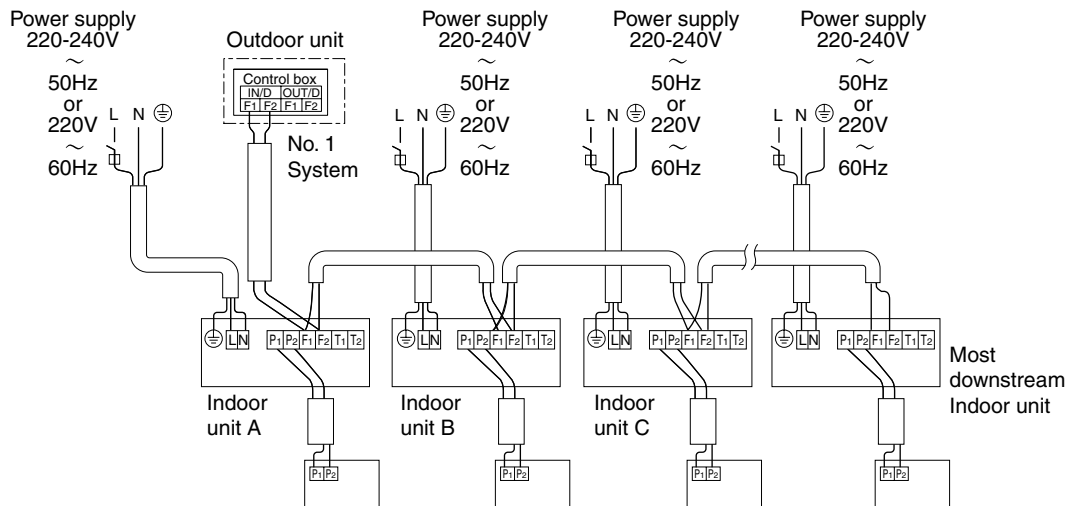 Power supply
220-240V
~
50Hz
or
220V
~
60Hz
L N
Outdoor unit
Control box
IN/D OUT/D
F1 F2 F1 F2
No. 1
System
Power supply
220-240V
~
50Hz
or
220V
~
60Hz
L N
Power supply
220-240V
~
50Hz
or
220V
~
60Hz
L N
Power supply
220-240V
~
50Hz
or
220V
~
60Hz
L N
L N
P1 P2 F1 F2 T1 T2
L N
P1 P2 F1 F2 T1 T2
L N
P1 P2 F1 F2 T1 T2
L N
P1 P2 F1 F2 T1 T2
Indoor
unit A
Indoor
unit B
Indoor
unit C
Most
downstream
Indoor unit
P1 P2
P1 P2
P1 P2
P1 P2